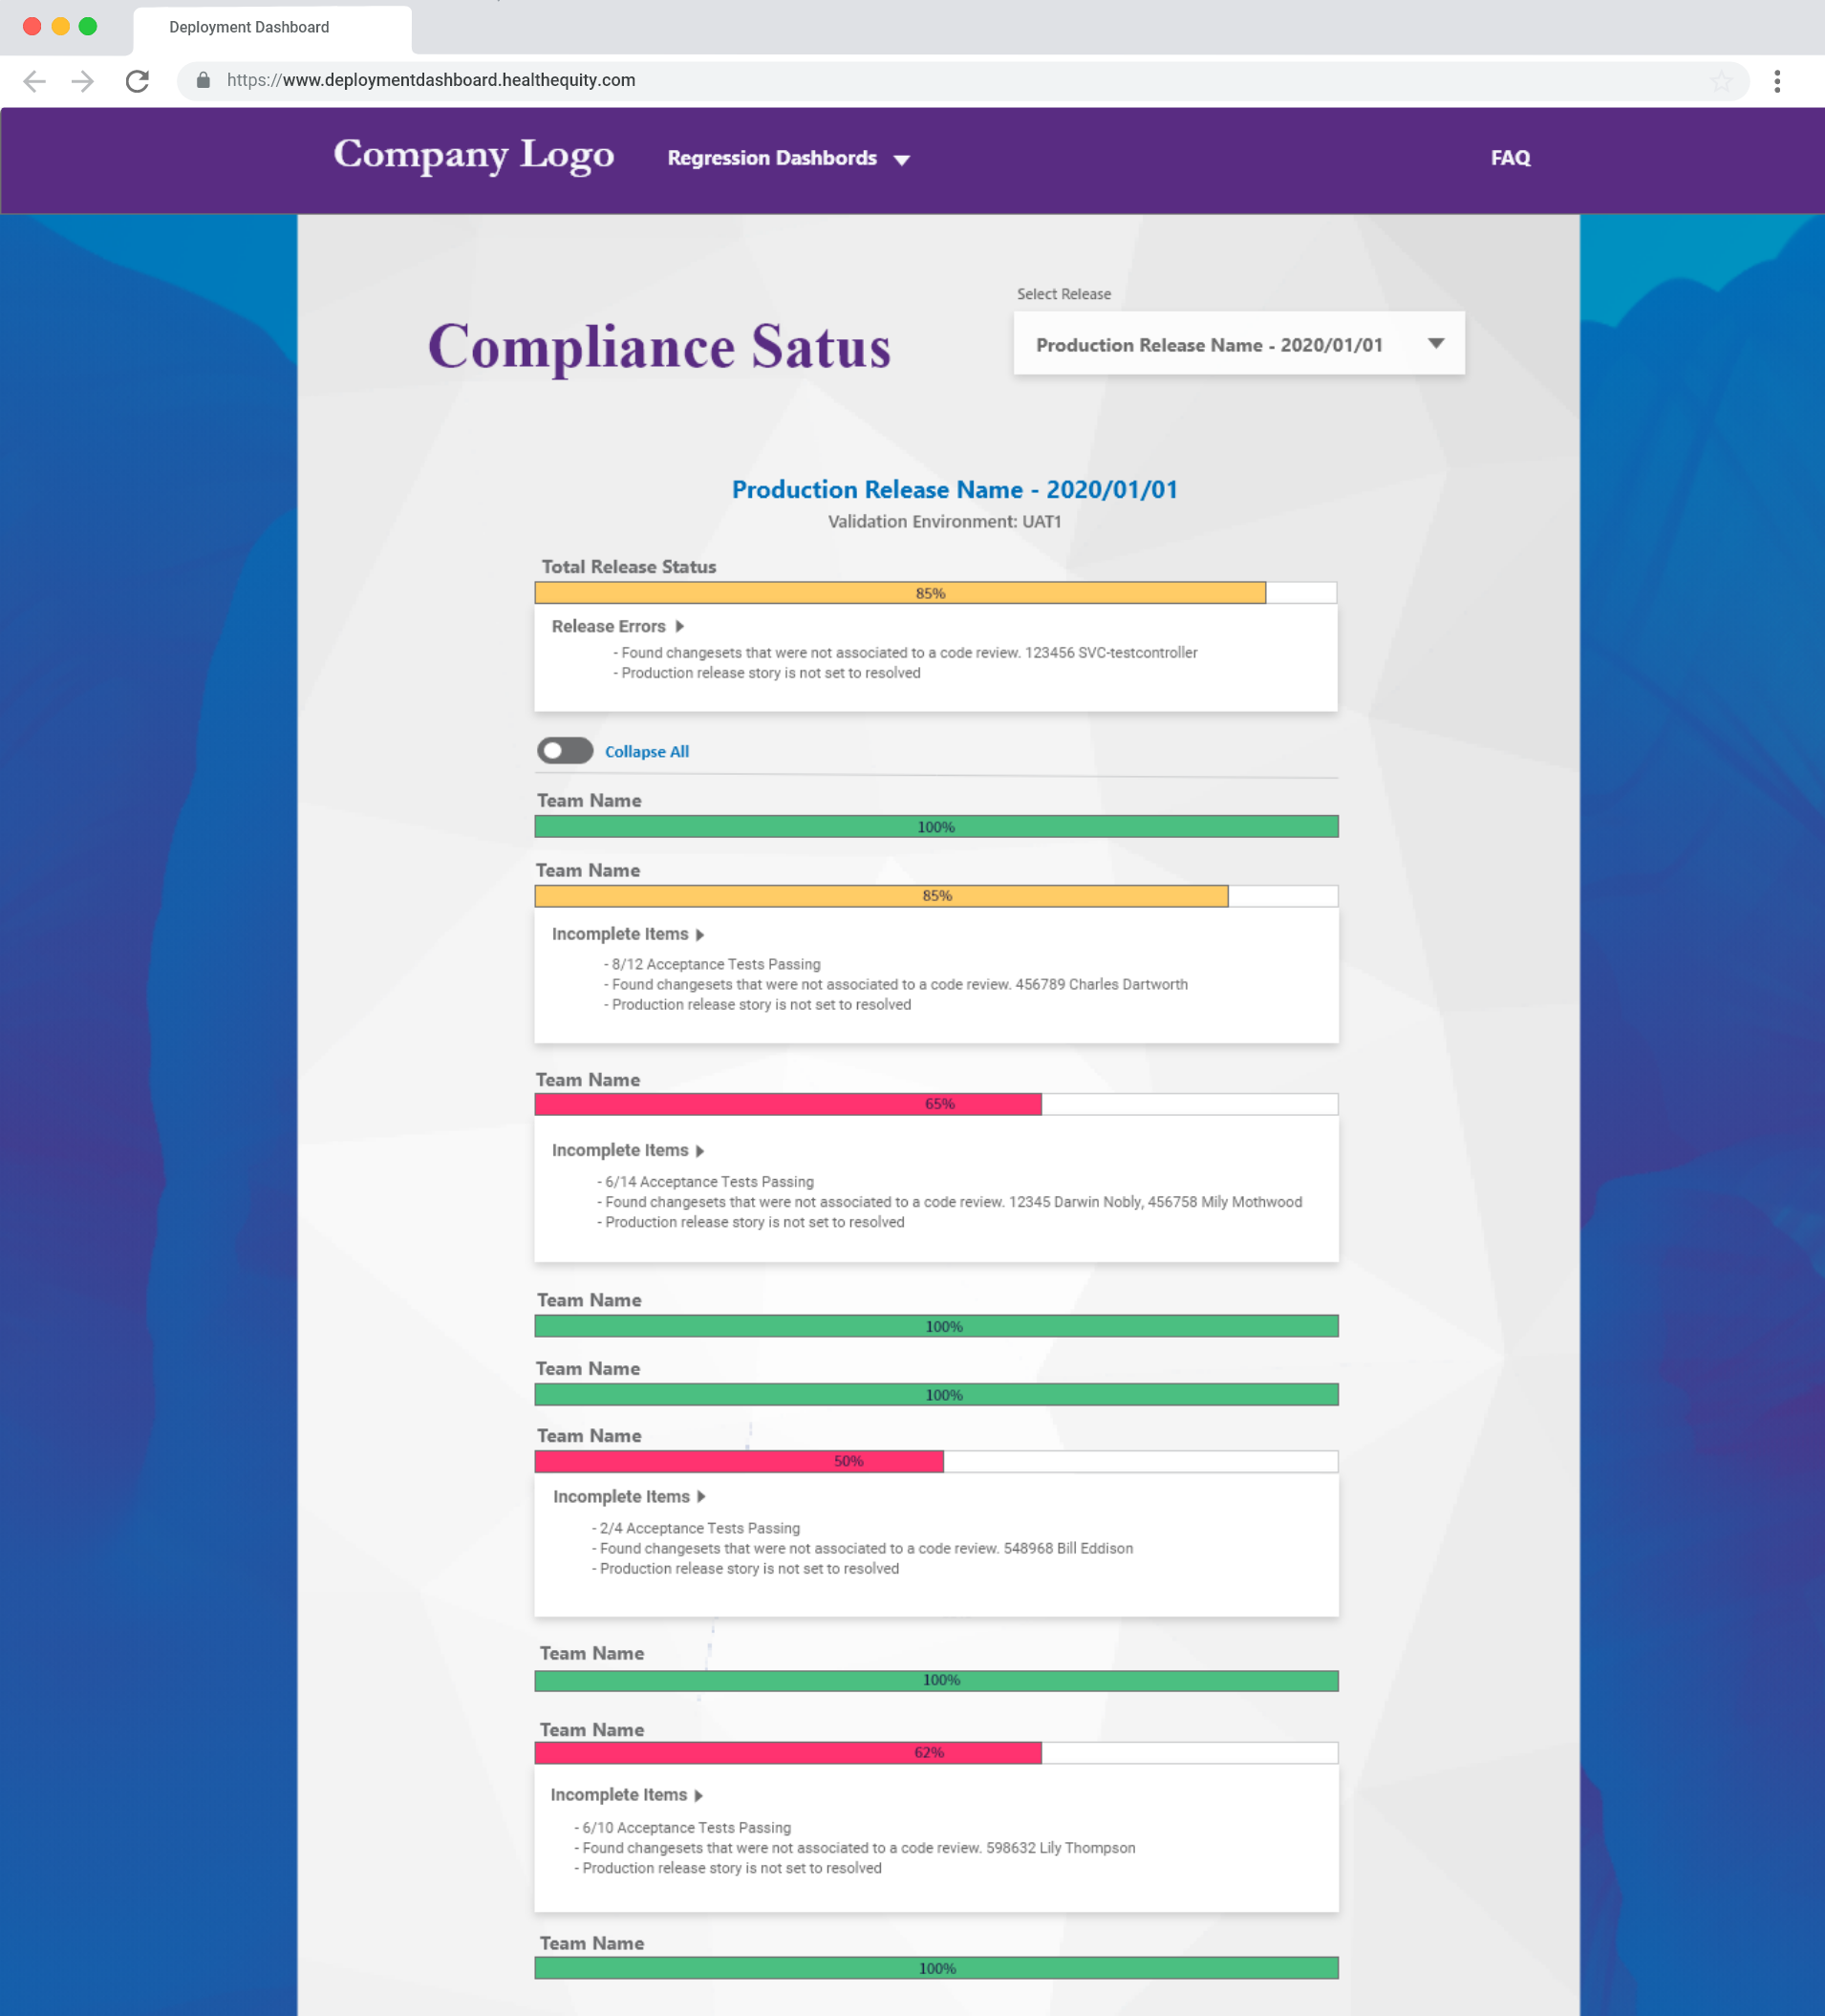 Deployment Dashboard
https://www.deploymentdashboard.healthequity.com
Company Logo
Regression Dashbords
FAQ
Select Release
Compliance Satus
Production Release Name - 2020/01/01
Production Release Name - 2020/01/01
Validation Environment: UAT1
Total Release Status
85%
Release Errors
- Found changesets that were not associated to a code review. 123456 SVC-testcontroller
- Production release story is not set to resolved
Collapse All
Team Name
100%
Team Name
85%
Incomplete Items
- 8/12 Acceptance Tests Passing
- Found changesets that were not associated to a code review. 456789 Charles Dartworth
- Production release story is not set to resolved
Team Name
65%
Incomplete Items
- 6/14 Acceptance Tests Passing
- Found changesets that were not associated to a code review. 12345 Darwin Nobly, 456758 Mily Mothwood
- Production release story is not set to resolved
Team Name
100%
Team Name
100%
Team Name
50%
Incomplete Items
- 2/4 Acceptance Tests Passing
- Found changesets that were not associated to a code review. 548968 Bill Eddison
- Production release story is not set to resolved
Team Name
100%
Team Name
62%
Incomplete Items
- 6/10 Acceptance Tests Passing
- Found changesets that were not associated to a code review. 598632 Lily Thompson
- Production release story is not set to resolved
Team Name
100%